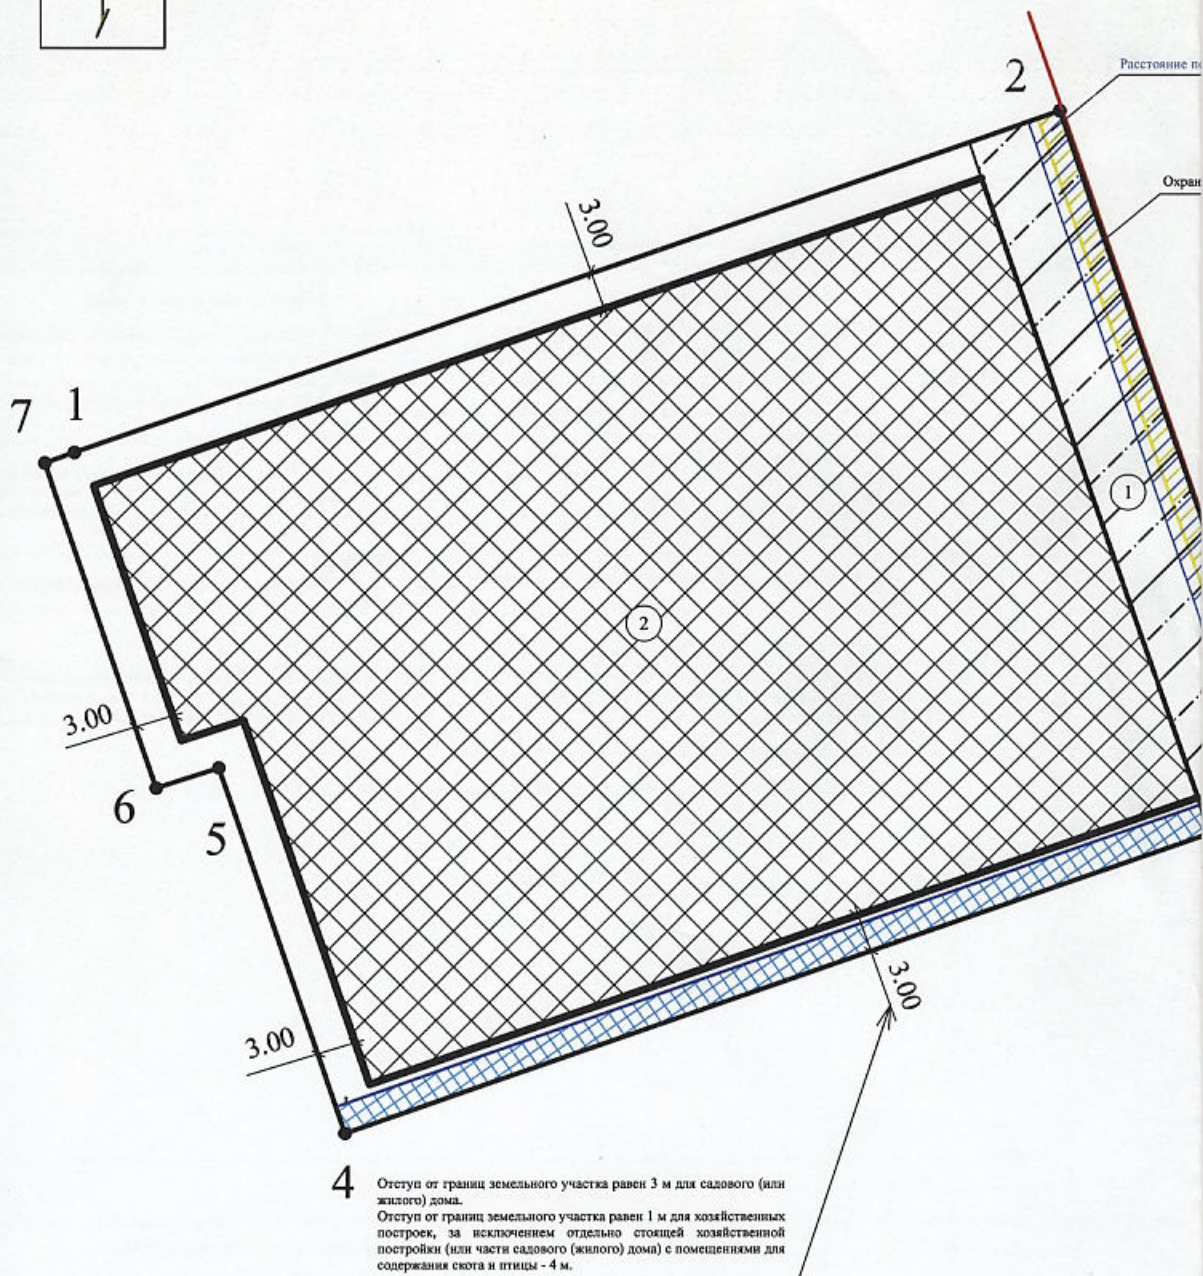 2
Расстояние
3.00
Охран
7
1
1
2
3.00
6
5
3.00
3.00
4
Отступ от границ земельного участка равен 3 м для садового (или
жилого) дома.
Отступ от границ земельного участка равен 1 м для хозяйственных
построек, за исключением отдельно стоящей хозяйственной
постройки (или части садового (жилого) дома) с помещениями для
содержания скота и птицы - 4 м.